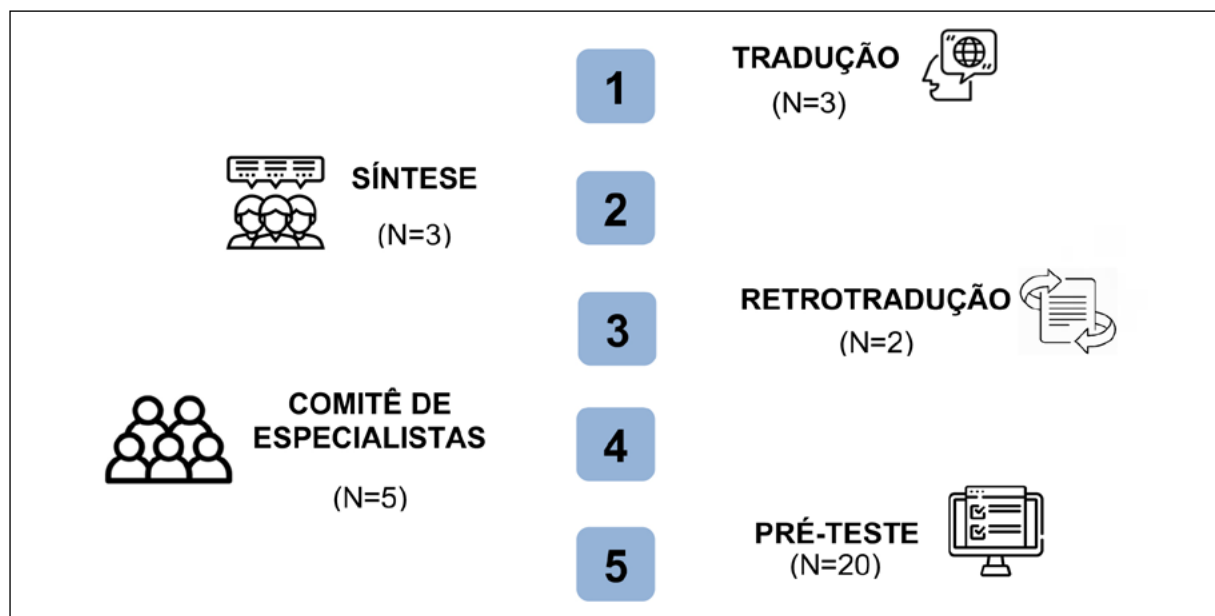 1
TRADUÇÃO
(N=3)
SÍNTESE
(N=3)
2
3
RETROTRADUÇÃO
(N=2)
COMITÊ DE
ESPECIALISTAS
(N=5)
4
5
PRÉ-TESTE
(N=20)